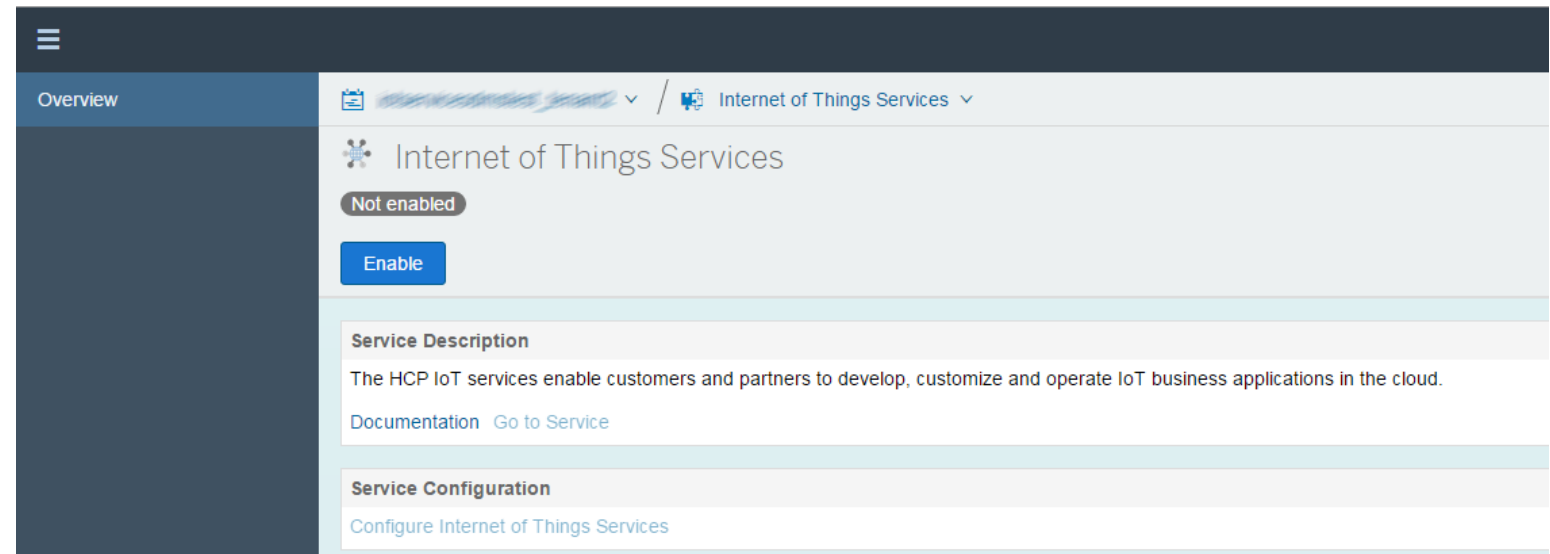 Overview
Internet of Things Services
Internet of Things Services
Not enabled
Enable
Service Description
The HCP IoT services enable customers and partners to develop, customize and operate IoT business applications in the cloud.
Documentation Go to Service
Service Configuration
Configure Internet of Things Services